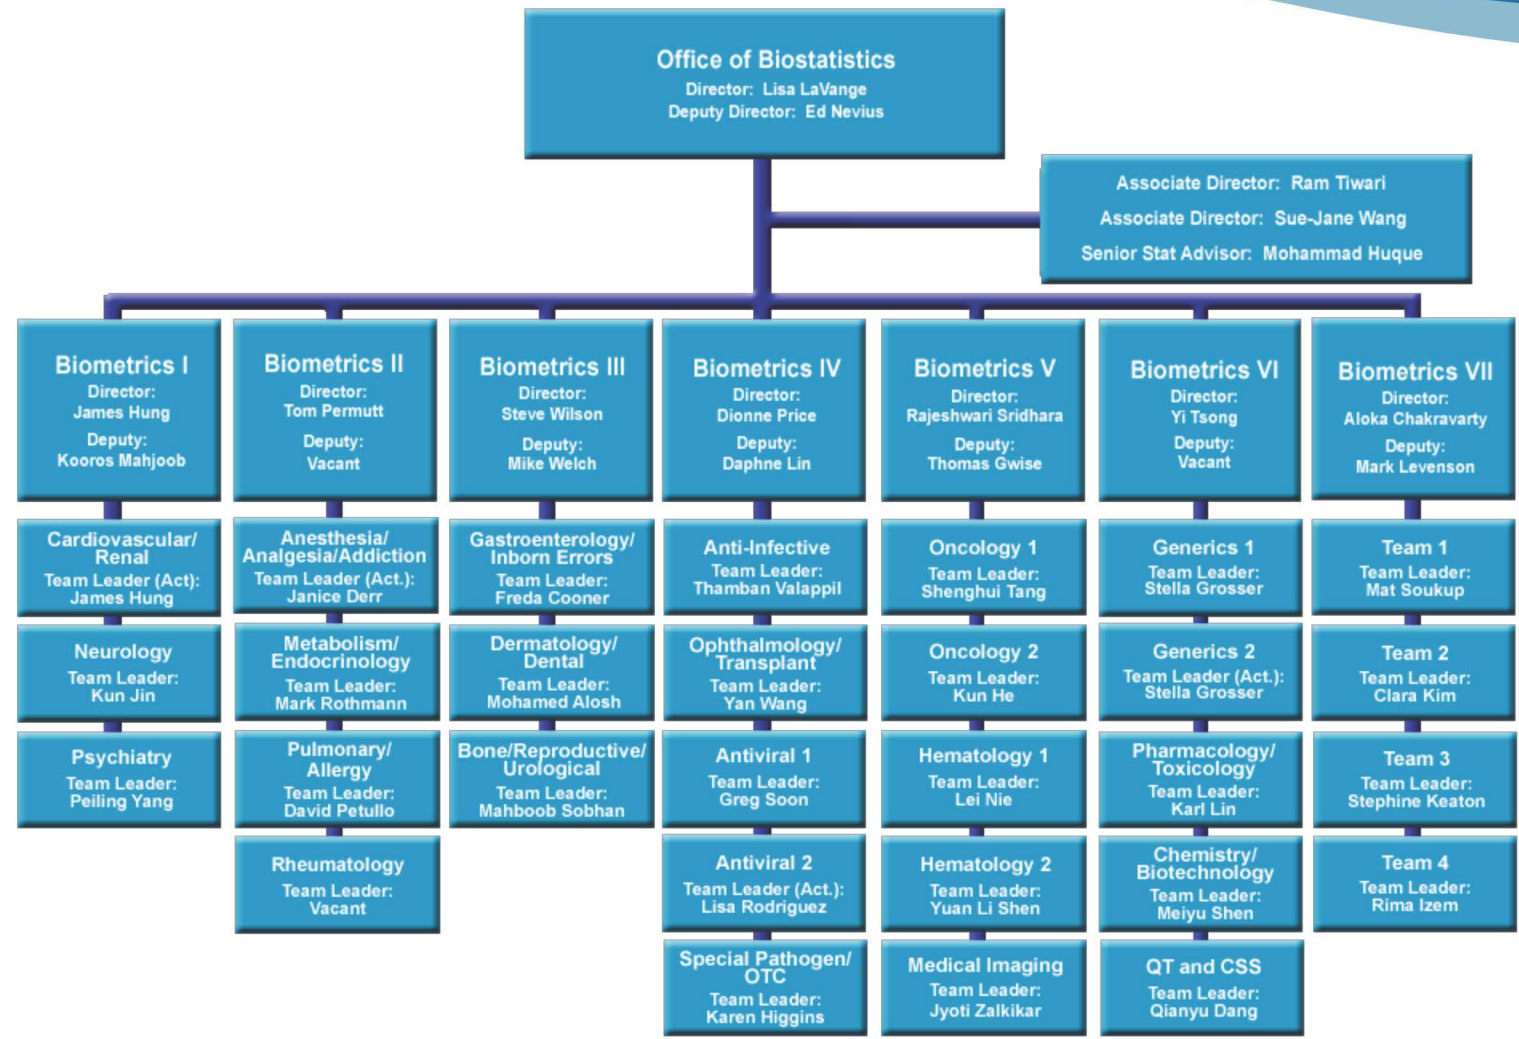 Office of Biostatistics
Director: Lisa LaVange
Deputy Director: Ed Nevius
Associate Director: Ram Tiwari
Associate Director: Sue-Jane Wang
Senior Stat Advisor: Mohammad Huque
Biometrics I
Director:
James Hung
Deputy:
Kooros Mahjoob
Cardiovascular/
Renal
Team Leader (Act):
James Hung
Neurology
Team Leader:
Kun Jin
Psychiatry
Team Leader:
Peiling Yang
Biometrics II
Director:
Tom Permutt
Deputy:
Vacant
Anesthesia/
Analgesia/Addiction
Team Leader (Act.):
Janice Derr
Metabolism/
Endocrinology
Team Leader:
Mark Rothmann
Pulmonary/
Allergy
Team Leader:
David Petullo
Rheumatology
Team Leader:
Vacant
Biometrics III
Director:
Steve Wilson
Deputy:
Mike Welch
Gastroenterology/
Inborn Errors
Team Leader:
Freda Cooner
Dermatology/
Dental
Team Leader:
Mohamed Alosh
Bone/Reproductive/
Urological
Team Leader:
Mahboob Sobhan
Biometrics IV
Director:
Dionne Price
Deputy:
Daphne Lin
Anti-Infective
Team Leader:
Thamban Valappil
Ophthalmology/
Transplant
Team Leader:
Yan Wang
Antiviral 1
Team Leader:
Greg Soon
Antiviral 2
Team Leader (Act.):
Lisa Rodriguez
Special Pathogen/
OTC
Team Leader:
Karen Higgins
Biometrics V
Director:
Rajeshwari Sridhara
Deputy:
Thomas Gwise
Oncology 1
Team Leader:
Shenghui Tang
Oncology 2
Team Leader:
Kun He
Hematology 1
Team Leader:
Lei Nie
Hematology 2
Team Leader:
Yuan Li Shen
Medical Imaging
Team Leader:
Jyoti Zalkikar
Biometrics VI
Director:
Yi Tsong
Deputy:
Vacant
Generics 1
Team Leader:
Stella Grosser
Generics 2
Team Leader (Act.):
Stella Grosser
Pharmacology/
Toxicology
Team Leader:
Karl Lin
Chemistry/
Biotechnology
Team Leader:
Meiyu Shen
QT and CSS
Team Leader:
Qianyu Dang
Biometrics VII
Director:
Aloka Chakravarty
Deputy:
Mark Levenson
Team 1
Team Leader:
Mat Soukup
Team 2
Team Leader:
Clara Kim
Team 3
Team Leader:
Stephine Keaton
Team 4
Team Leader:
Rima Izem